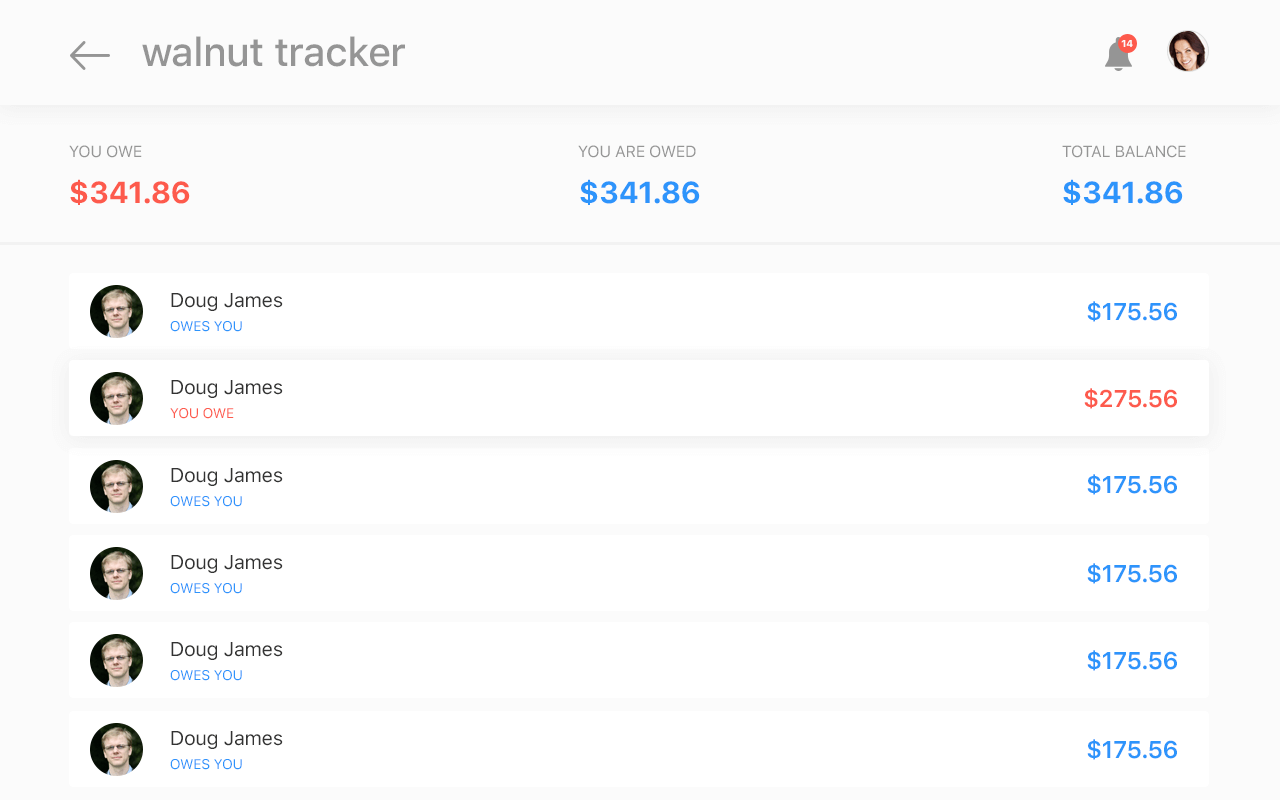 walnut tracker
14
YOU OWE
$341.86
YOU ARE OWED
$341.86
TOTAL BALANCE
$341.86
Doug James
OWES YOU
$175.56
Doug James
YOU OWE
$275.56
Doug James
OWES YOU
$175.56
Doug James
OWES YOU
$175.56
Doug James
OWES YOU
$175.56
Doug James
OWES YOU
$175.56